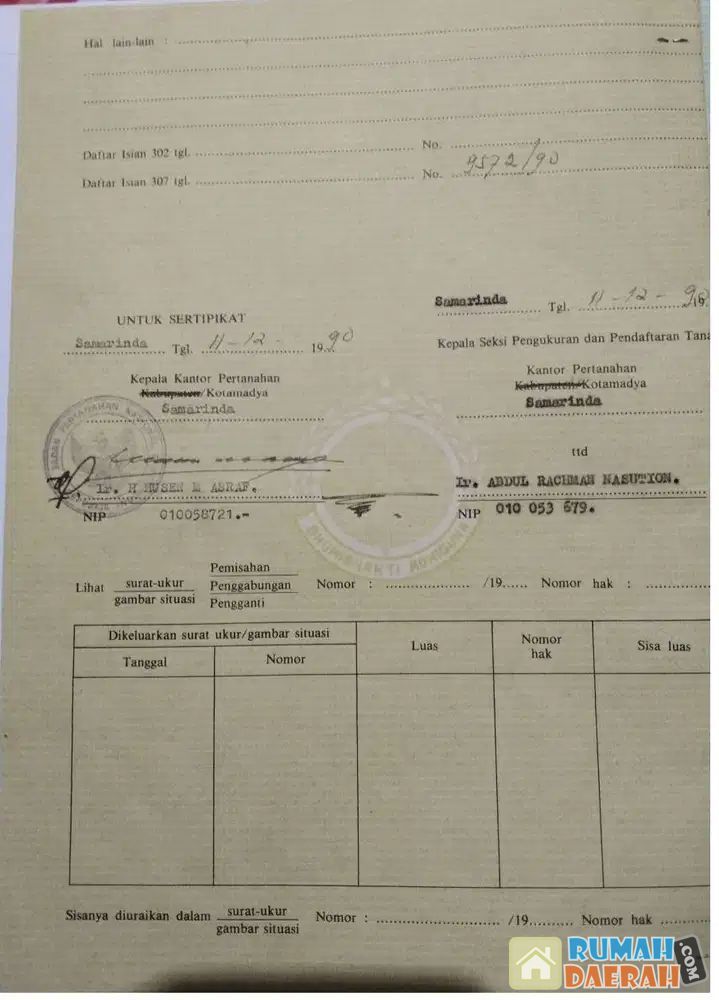 Hal lain-lain :
Daftar Isian 302 tgl. No.
Daftar Isian 307 tgl. No. 9572/90
UNTUK SERTIPIKAT
Samarinda Tgl. 11-12- 1990
Kepala Kantor Pertanahan
Kabupaten/Kotamadya
Samarinda
Ir. H HUSEN M ASRAF.
NIP 010058721.-
Samarinda Tgl. 11-12-90 19
Kepala Seksi Pengukuran dan Pendaftaran Tana
Kantor Pertanahan
Kabupaten/Kotamadya
Samarinda
ttd
Ir. ABDUL RACHMAN NASUTION.
NIP 010 053 679.
Lihat surat-ukur gambar situasi Pemisahan Penggabungan Pengganti Nomor : /19...... Nomor hak :
Dikeluarkan surat ukur/gambar situasi
Tanggal Nomor Luas Nomor hak Sisa luas
Sisanya diuraikan dalam surat-ukur gambar situasi Nomor : /19.......... Nomor hak
RUMAH
DAERAH
.COM